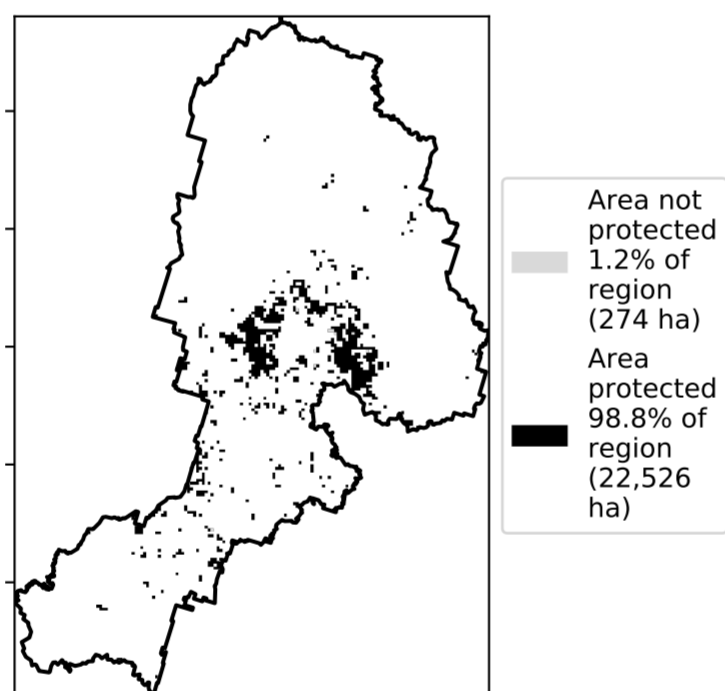 Area not
protected
1.2% of
region
(274 ha)
Area
protected
98.8% of
region
(22,526
ha)